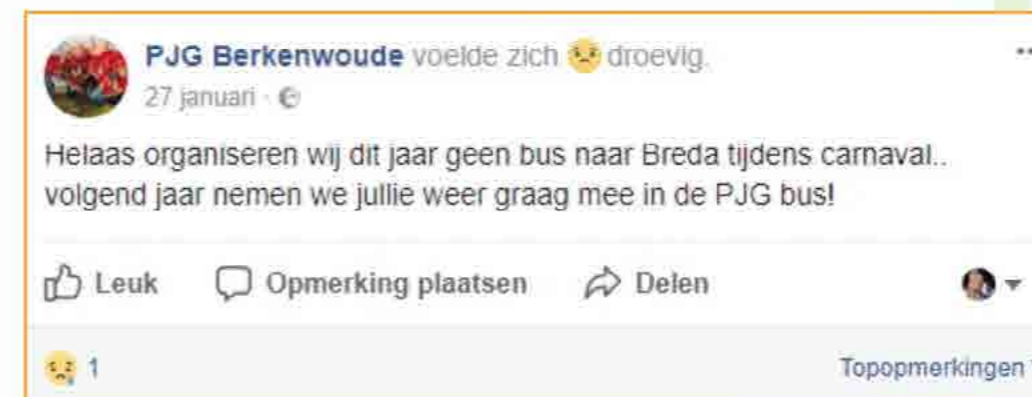 PJG Berkenwoude voelde zich 😢 droevig.
27 januari ·
Helaas organiseren wij dit jaar geen bus naar Breda tijdens carnaval..
volgend jaar nemen we jullie weer graag mee in de PJG bus!
Leuk Opmerking plaatsen Delen
1 Topopmerkingen